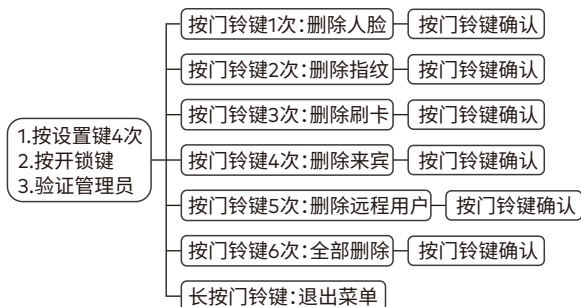 1.按设置键4次
2.按开锁键
3.验证管理员
按门铃键1次:删除人脸
按门铃键确认
按门铃键2次:删除指纹
按门铃键确认
按门铃键3次:删除刷卡
按门铃键确认
按门铃键4次:删除来宾
按门铃键确认
按门铃键5次:删除远程用户
按门铃键确认
按门铃键6次:全部删除
按门铃键确认
长按门铃键:退出菜单